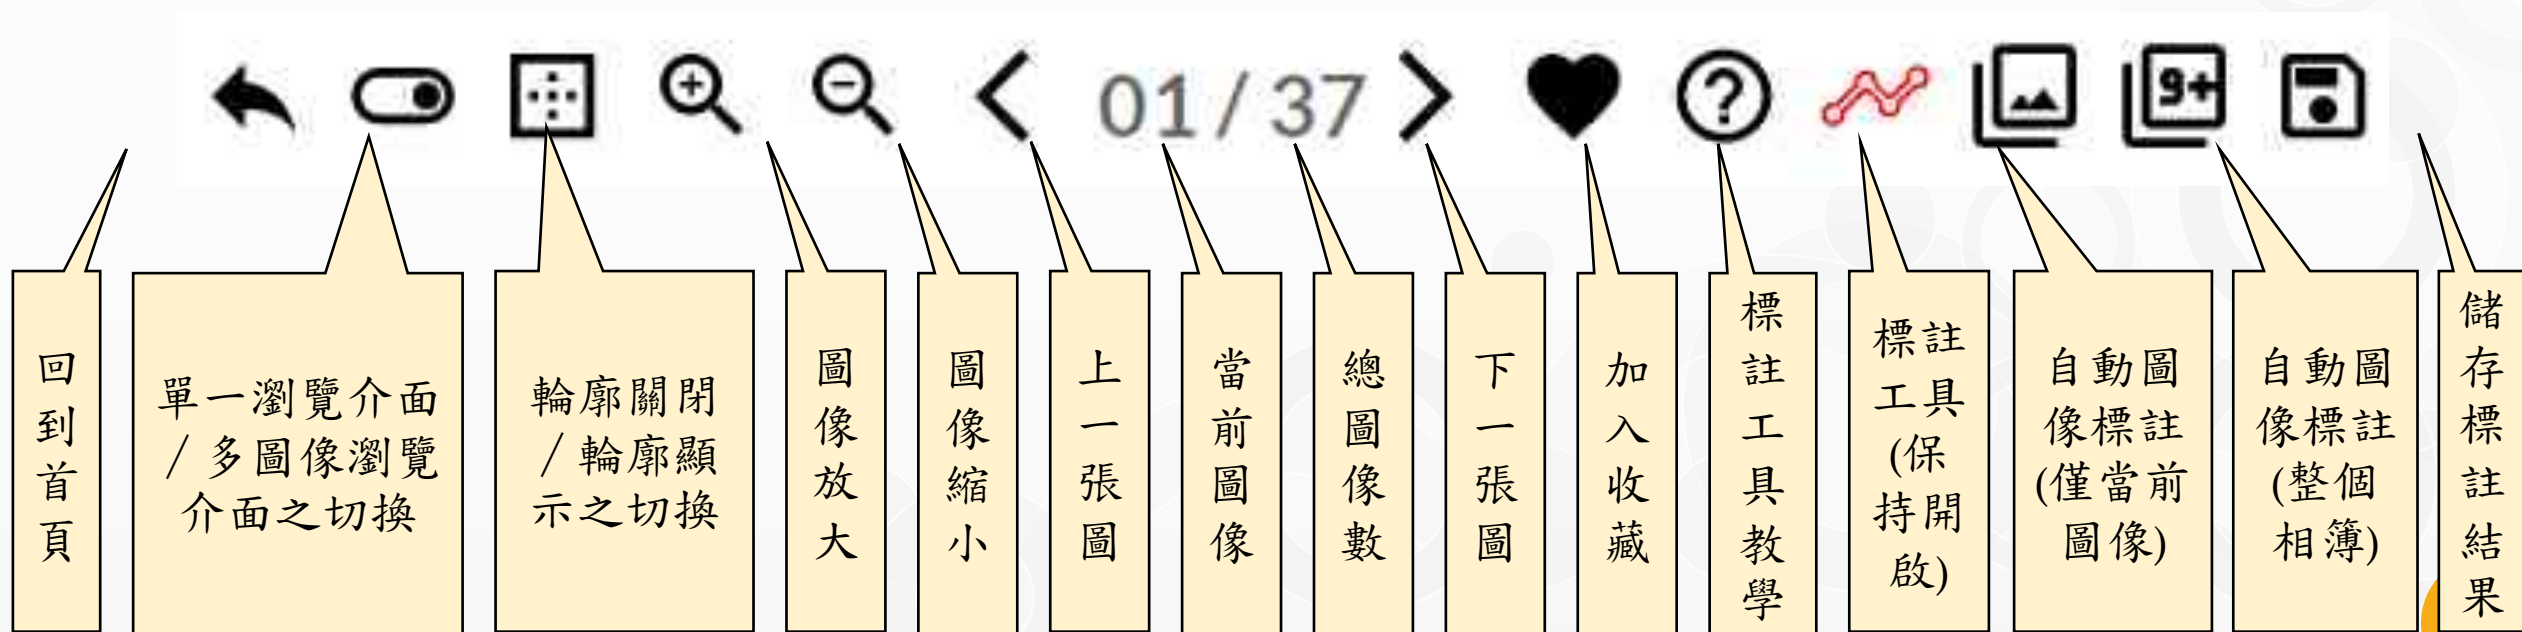 01 / 37
9+
回到首頁
單一瀏覽介面
/ 多圖像瀏覽
介面之切換
輪廓關閉
/ 輪廓顯
示之切換
圖像放大
圖像縮小
上一張圖
當前圖像
總圖像數
下一張圖
加入收藏
標註工具教學
標註
工具
(保
持開
啟)
自動圖
像標註
(僅當前
圖像)
自動圖
像標註
(整個
相簿)
儲存標註結果